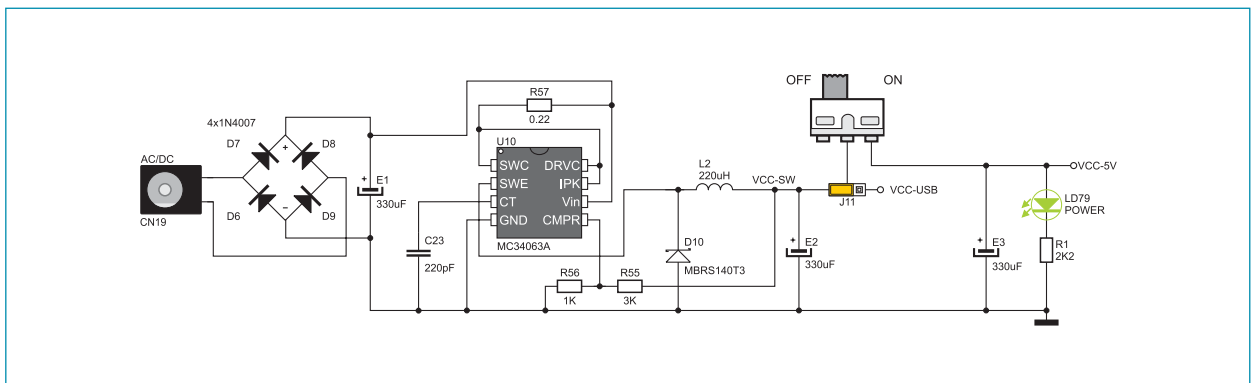 OFF ON
R57
0.22
4x1N4007
D7 D8
U10
AC/DC
SWC DRVC
SWE IPK
CT Vin
GND CMPR
MC34063A
L2
220uH
VCC-SW
VCC-5V
VCC-USB
J11
+
−
+ E1
330uF
D6 D9
CN19
LD79
POWER
C23
220pF
D10
MBRS140T3
+ E2
330uF
+ E3
330uF
R1
2K2
R56
1K
R55
3K